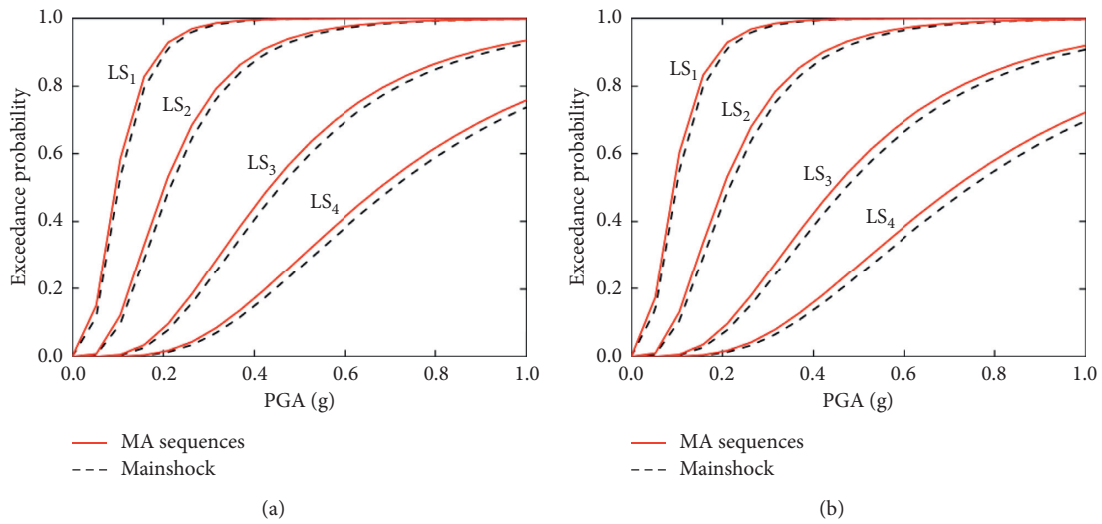 Exceedance probability
1.0
0.8
0.6
0.4
0.2
0.0
LS1
LS2
LS3
LS4
0.0 0.2 0.4 0.6 0.8 1.0
PGA (g)
MA sequences
Mainshock
(a)
Exceedance probability
1.0
0.8
0.6
0.4
0.2
0.0
LS1
LS2
LS3
LS4
0.0 0.2 0.4 0.6 0.8 1.0
PGA (g)
MA sequences
Mainshock
(b)